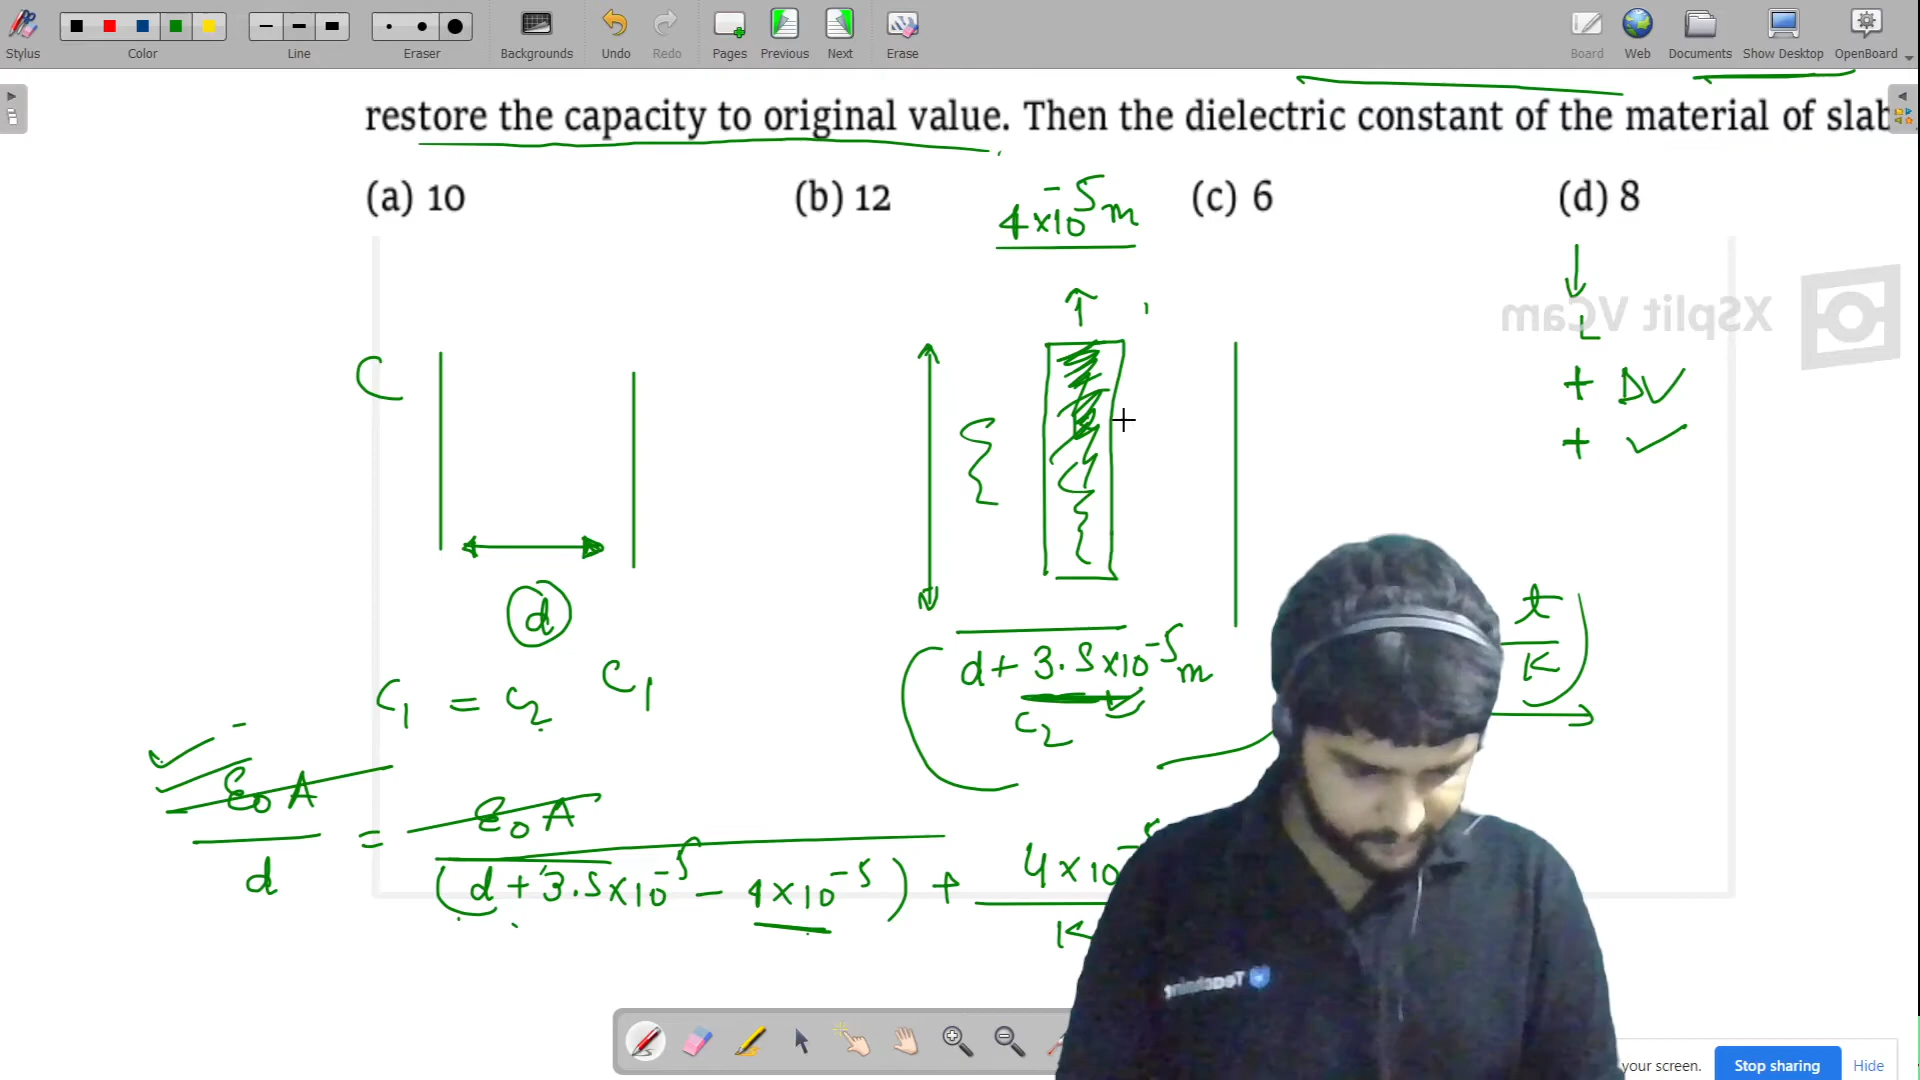 Stylus Color Line Eraser Backgrounds Undo Redo Pages Previous Next Erase Board Web Documents Show Desktop OpenBoard
restore the capacity to original value. Then the dielectric constant of the material of slab
(a) 10 (b) 12 (c) 6 (d) 8
4×10⁻⁵m
XSplit VCam
L
C
+ DV
+ ✓
d
t/K
d+ 3.5×10⁻⁵m
C₁ = C₂
C₁
C₂
ε₀A/d = ε₀A/(d+3.5×10⁻⁵ − 4×10⁻⁵) + 4×10
K
your screen. Stop sharing Hide